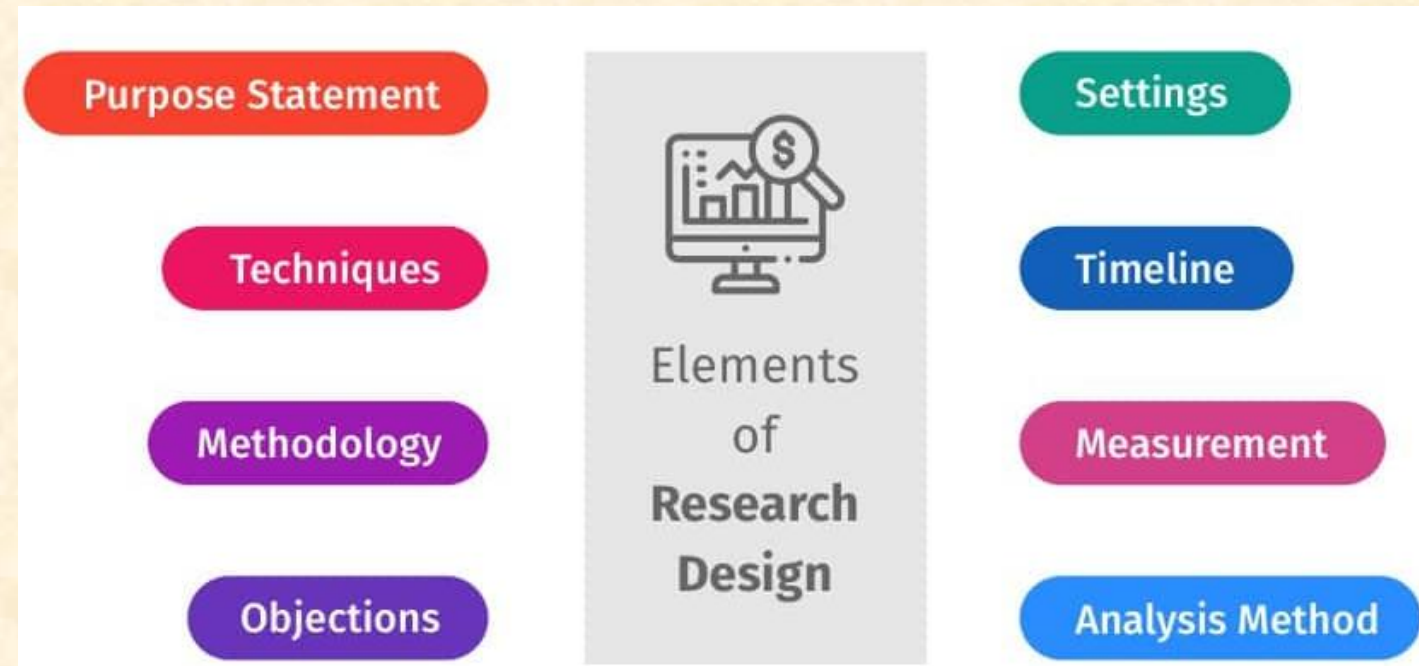 Purpose Statement
Techniques
Methodology
Objections
$
Elements
of
Research
Design
Settings
Timeline
Measurement
Analysis Method